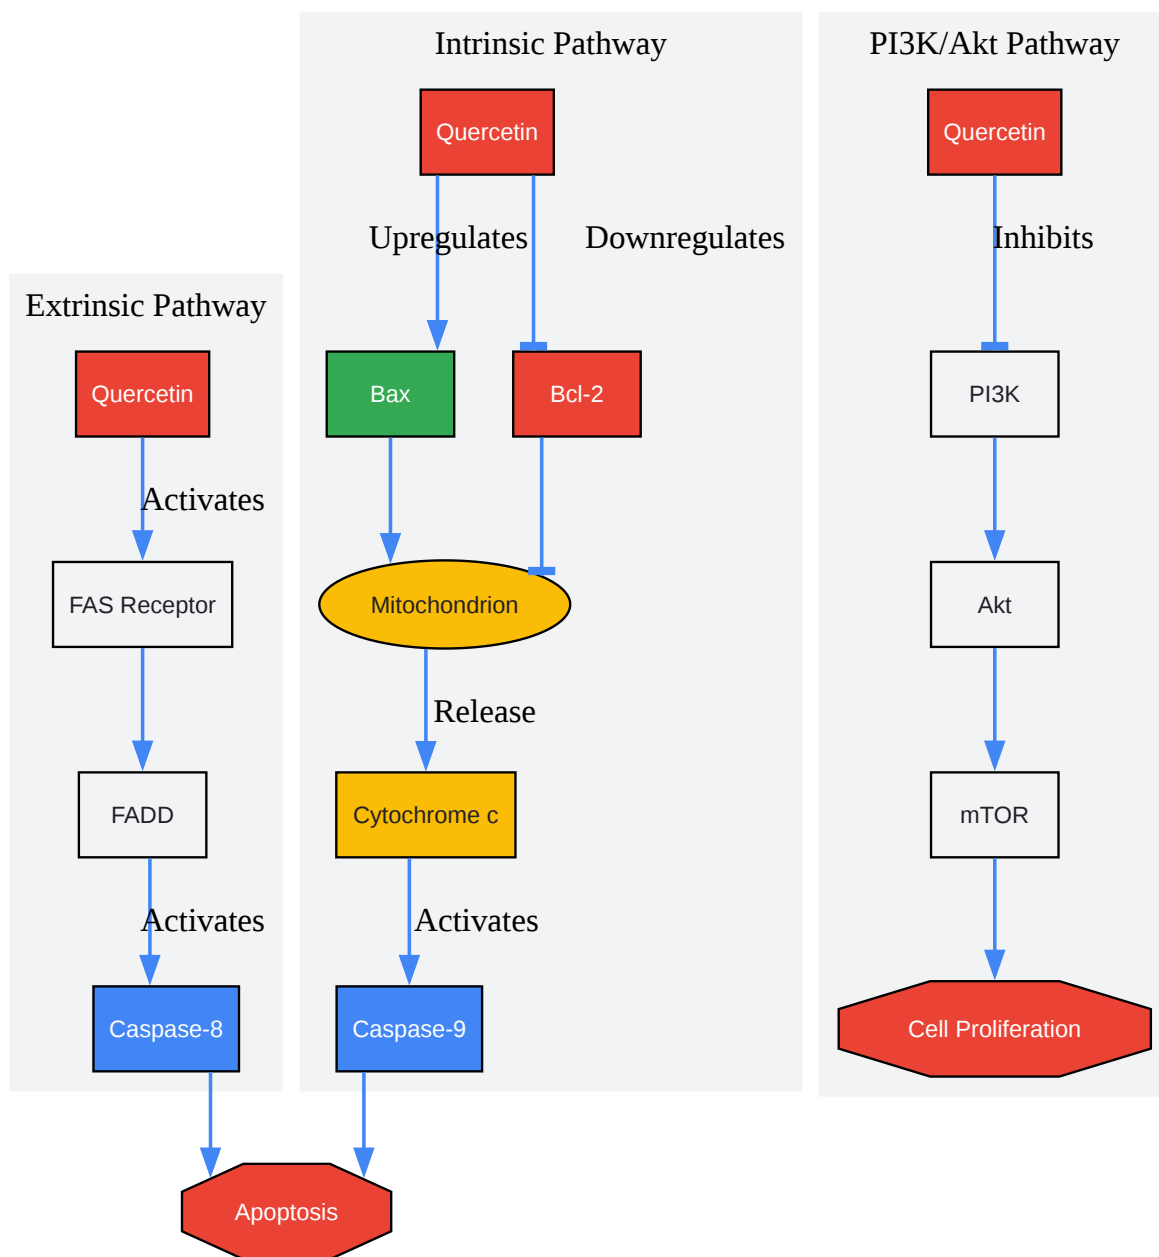 Intrinsic Pathway
PI3K/Akt Pathway
Quercetin
Quercetin
Upregulates
Downregulates
Inhibits
Extrinsic Pathway
Quercetin
Bax
Bcl-2
PI3K
Activates
FAS Receptor
Mitochondrion
Akt
Release
FADD
Cytochrome c
mTOR
Activates
Activates
Caspase-8
Caspase-9
Cell Proliferation
Apoptosis